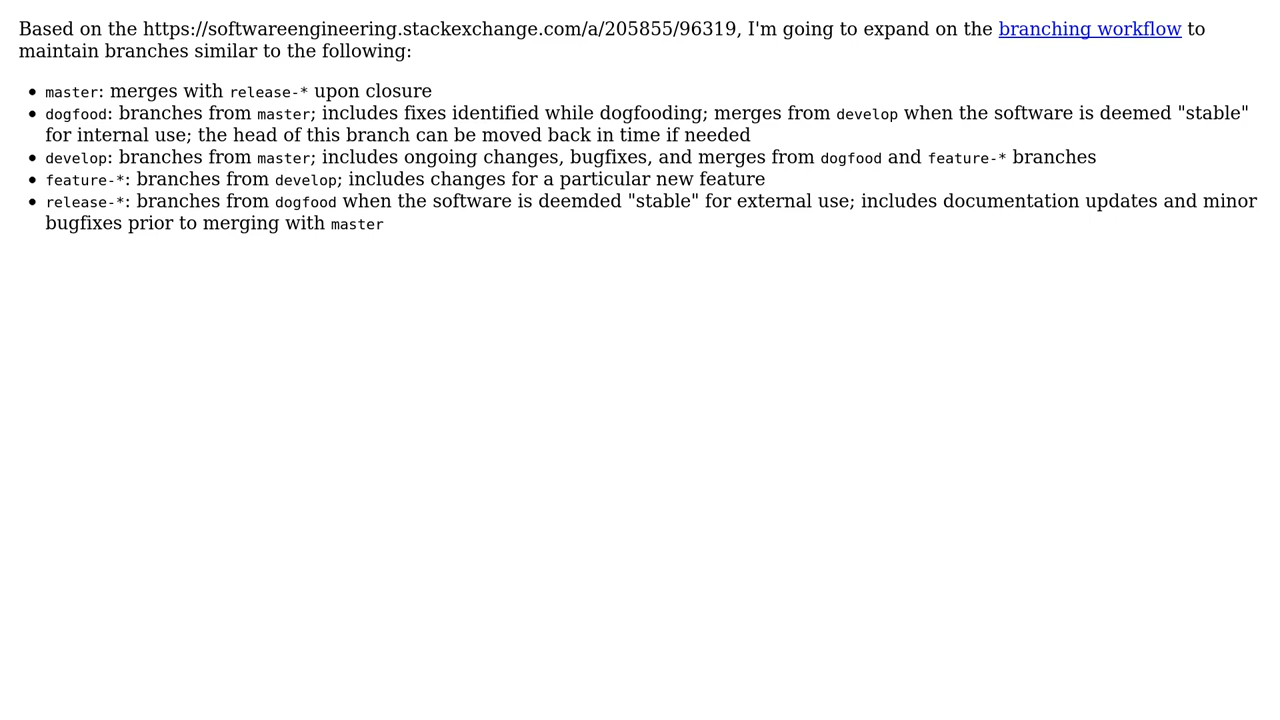 Based on the https://softwareengineering.stackexchange.com/a/205855/96319, I'm going to expand on the branching workflow to
maintain branches similar to the following:
• master: merges with release-* upon closure
• dogfood: branches from master; includes fixes identified while dogfooding; merges from develop when the software is deemed "stable"
for internal use; the head of this branch can be moved back in time if needed
• develop: branches from master; includes ongoing changes, bugfixes, and merges from dogfood and feature-* branches
• feature-*: branches from develop; includes changes for a particular new feature
• release-*: branches from dogfood when the software is deemded "stable" for external use; includes documentation updates and minor
bugfixes prior to merging with master